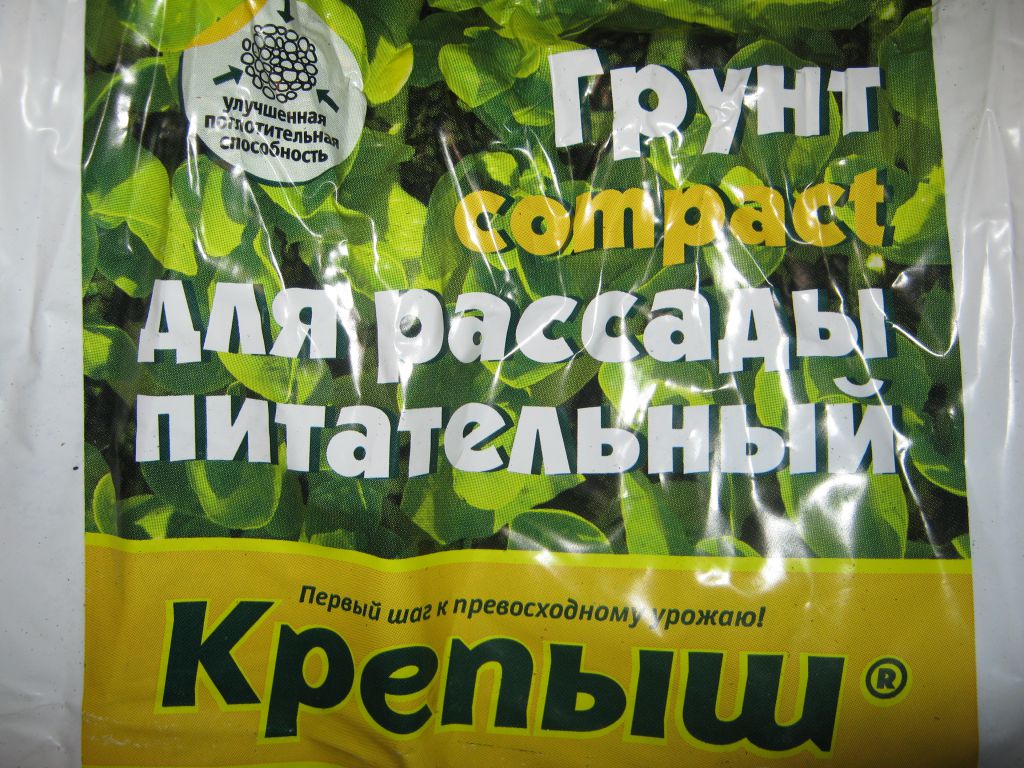 улучшенная
поглотительная
способность
Грунт
compact
для рассады
питательный
Первый шаг к превосходному урожаю!
Крепыш ®